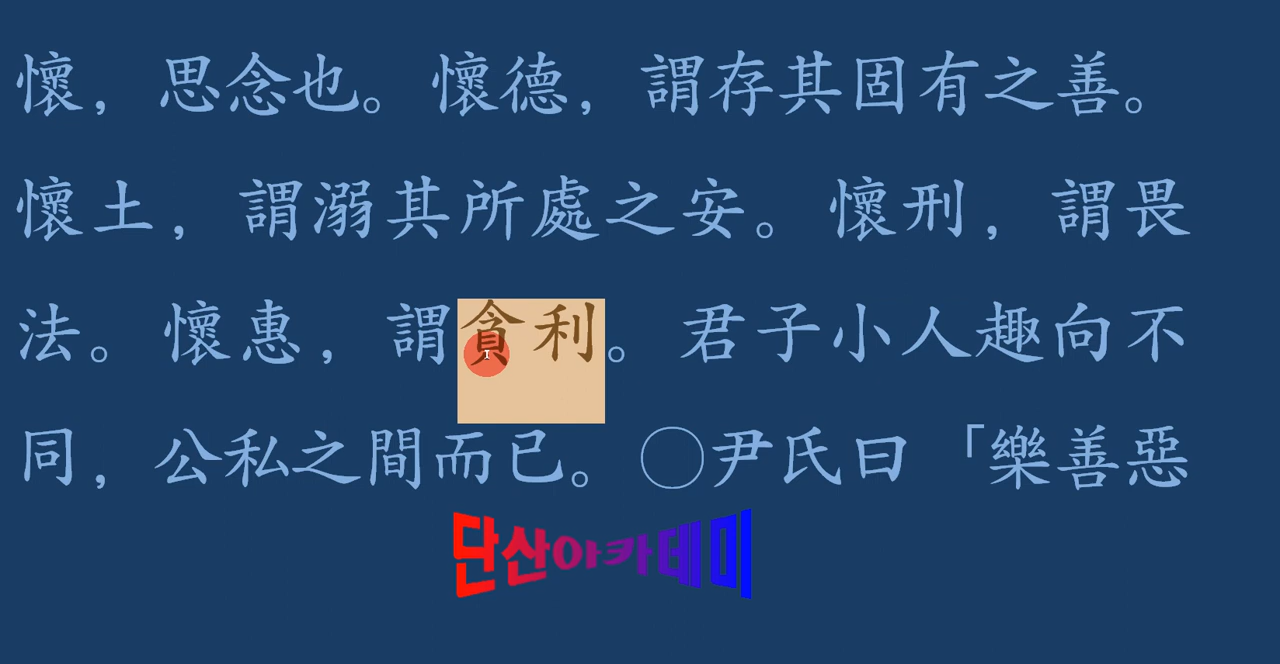 懷，思念也。懷德，謂存其固有之善。
懷土，謂溺其所處之安。懷刑，謂畏
法。懷惠，謂貪利。君子小人趣向不
同，公私之間而已。◯尹氏曰「樂善惡
단산아카데미